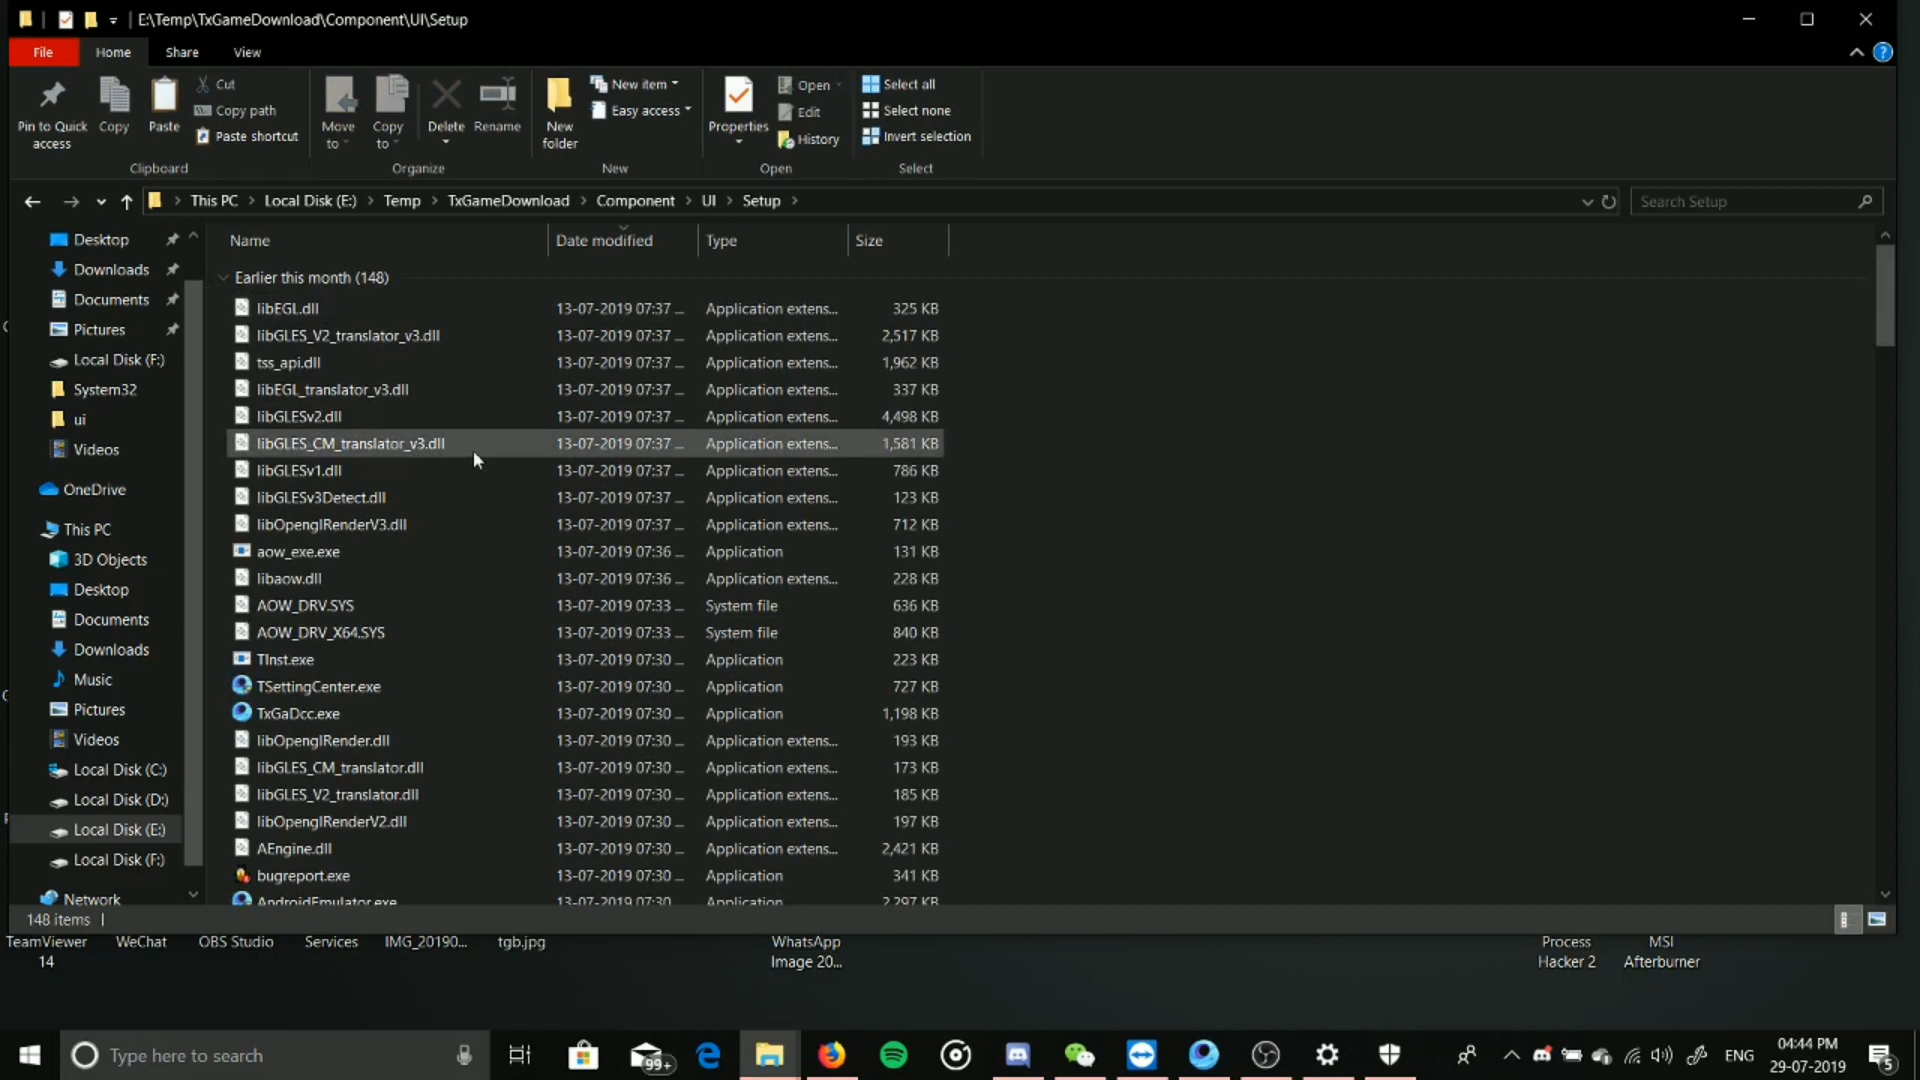 E:\Temp\TxGameDownload\Component\UI\Setup
File Home Share View
Pin to Quick access
Copy
Paste
Cut
Copy path
Paste shortcut
Clipboard
Move to
Copy to
Delete
Rename
Organize
New folder
New item
Easy access
New
Properties
Open
Edit
History
Open
Select all
Select none
Invert selection
Select
This PC > Local Disk (E:) > Temp > TxGameDownload > Component > UI > Setup >
Search Setup
Desktop
Downloads
Documents
Pictures
Local Disk (F:)
System32
ui
Videos
OneDrive
This PC
3D Objects
Desktop
Documents
Downloads
Music
Pictures
Videos
Local Disk (C:)
Local Disk (D:)
Local Disk (E:)
Local Disk (F:)
Network
Name Date modified Type Size
Earlier this month (148)
libEGL.dll 13-07-2019 07:37 ... Application extens... 325 KB
libGLES_V2_translator_v3.dll 13-07-2019 07:37 ... Application extens... 2,517 KB
tss_api.dll 13-07-2019 07:37 ... Application extens... 1,962 KB
libEGL_translator_v3.dll 13-07-2019 07:37 ... Application extens... 337 KB
libGLESv2.dll 13-07-2019 07:37 ... Application extens... 4,498 KB
libGLES_CM_translator_v3.dll 13-07-2019 07:37 ... Application extens... 1,581 KB
libGLESv1.dll 13-07-2019 07:37 ... Application extens... 786 KB
libGLESv3Detect.dll 13-07-2019 07:37 ... Application extens... 123 KB
libOpenglRenderV3.dll 13-07-2019 07:37 ... Application extens... 712 KB
aow_exe.exe 13-07-2019 07:36 ... Application 131 KB
libaow.dll 13-07-2019 07:36 ... Application extens... 228 KB
AOW_DRV.SYS 13-07-2019 07:33 ... System file 636 KB
AOW_DRV_X64.SYS 13-07-2019 07:33 ... System file 840 KB
TInst.exe 13-07-2019 07:30 ... Application 223 KB
TSettingCenter.exe 13-07-2019 07:30 ... Application 727 KB
TxGaDcc.exe 13-07-2019 07:30 ... Application 1,198 KB
libOpenglRender.dll 13-07-2019 07:30 ... Application extens... 193 KB
libGLES_CM_translator.dll 13-07-2019 07:30 ... Application extens... 173 KB
libGLES_V2_translator.dll 13-07-2019 07:30 ... Application extens... 185 KB
libOpenglRenderV2.dll 13-07-2019 07:30 ... Application extens... 197 KB
AEngine.dll 13-07-2019 07:30 ... Application extens... 2,421 KB
bugreport.exe 13-07-2019 07:30 ... Application 341 KB
AndroidEmulator.exe 13-07-2019 07:30 Application 2,297 KB
148 items
TeamViewer 14
WeChat
OBS Studio
Services
IMG_20190...
tgb.jpg
WhatsApp Image 20...
Process Hacker 2
MSI Afterburner
Type here to search
99+
ENG
04:44 PM
29-07-2019
5